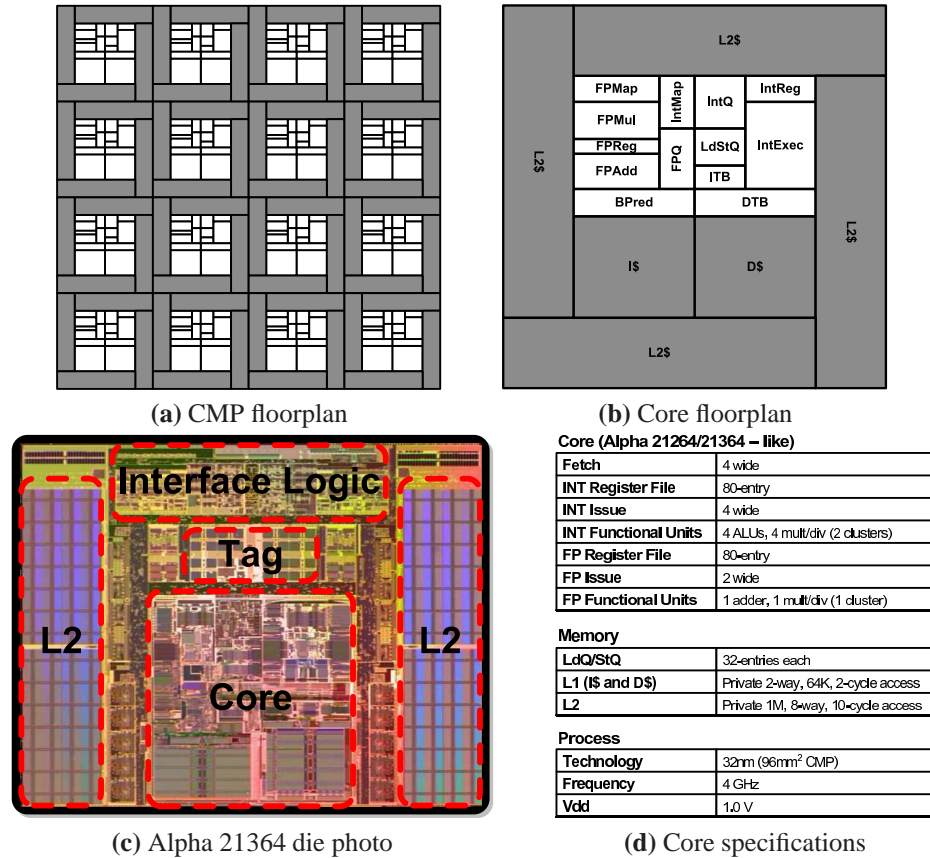 L2$
L2$
L2$
L2$
FPMap
IntMap
IntQ
IntReg
FPMul
FPReg
FPQ
LdStQ
IntExec
FPAdd
ITB
BPred
DTB
I$
D$
(a) CMP floorplan
(b) Core floorplan
Interface Logic
Tag
L2
L2
Core
(c) Alpha 21364 die photo
Core (Alpha 21264/21364 – like)
Fetch 4 wide
INT Register File 80-entry
INT Issue 4 wide
INT Functional Units 4 ALUs, 4 mult/div (2 clusters)
FP Register File 80-entry
FP Issue 2 wide
FP Functional Units 1 adder, 1 mult/div (1 cluster)
Memory
LdQ/StQ 32-entries each
L1 (I$ and D$) Private 2-way, 64K, 2-cycle access
L2 Private 1M, 8-way, 10-cycle access
Process
Technology 32nm (96mm² CMP)
Frequency 4 GHz
Vdd 1.0 V
(d) Core specifications